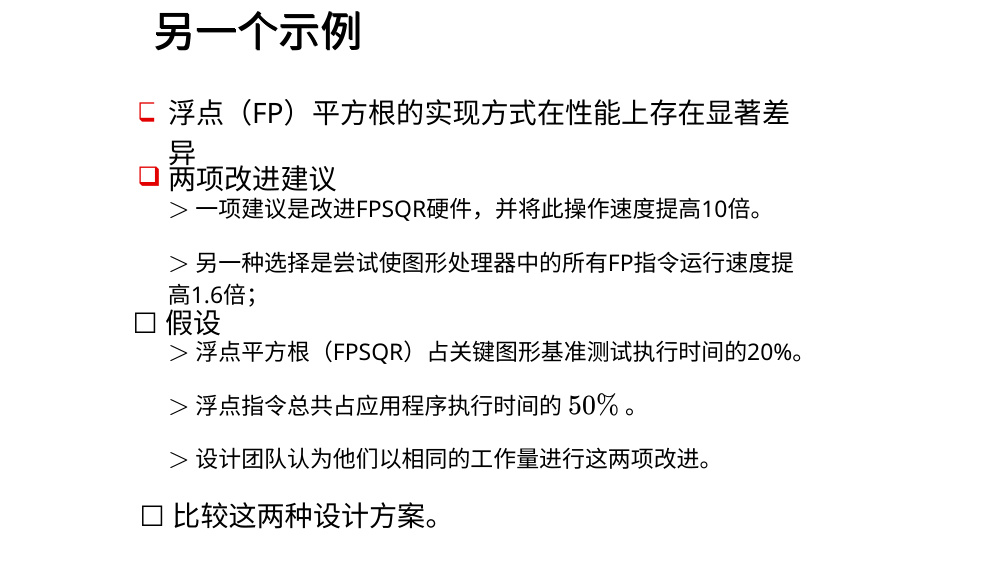 另一个示例
❑ 浮点（FP）平方根的实现方式在性能上存在显著差
异
❑ 两项改进建议
> 一项建议是改进FPSQR硬件，并将此操作速度提高10倍。
> 另一种选择是尝试使图形处理器中的所有FP指令运行速度提
高1.6倍；
□ 假设
> 浮点平方根（FPSQR）占关键图形基准测试执行时间的20%。
> 浮点指令总共占应用程序执行时间的 50% 。
> 设计团队认为他们以相同的工作量进行这两项改进。
□ 比较这两种设计方案。